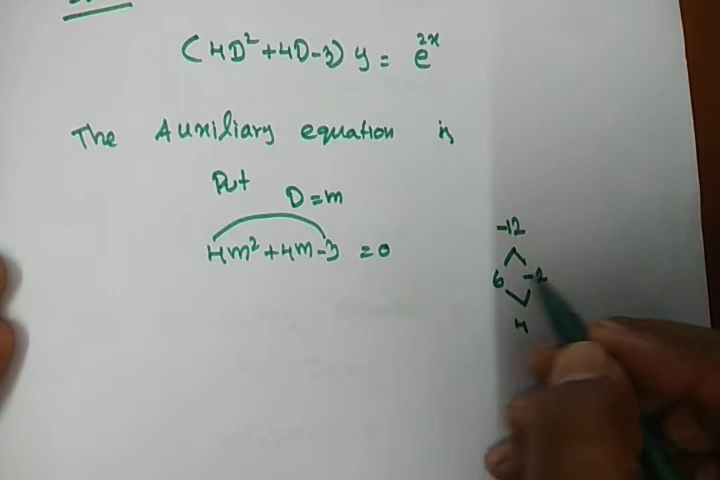 (4D²+4D-3) y = e^2x
The Auxiliary equation is
Put D=m
4m²+4m-3 =0
-12
6 -2
4